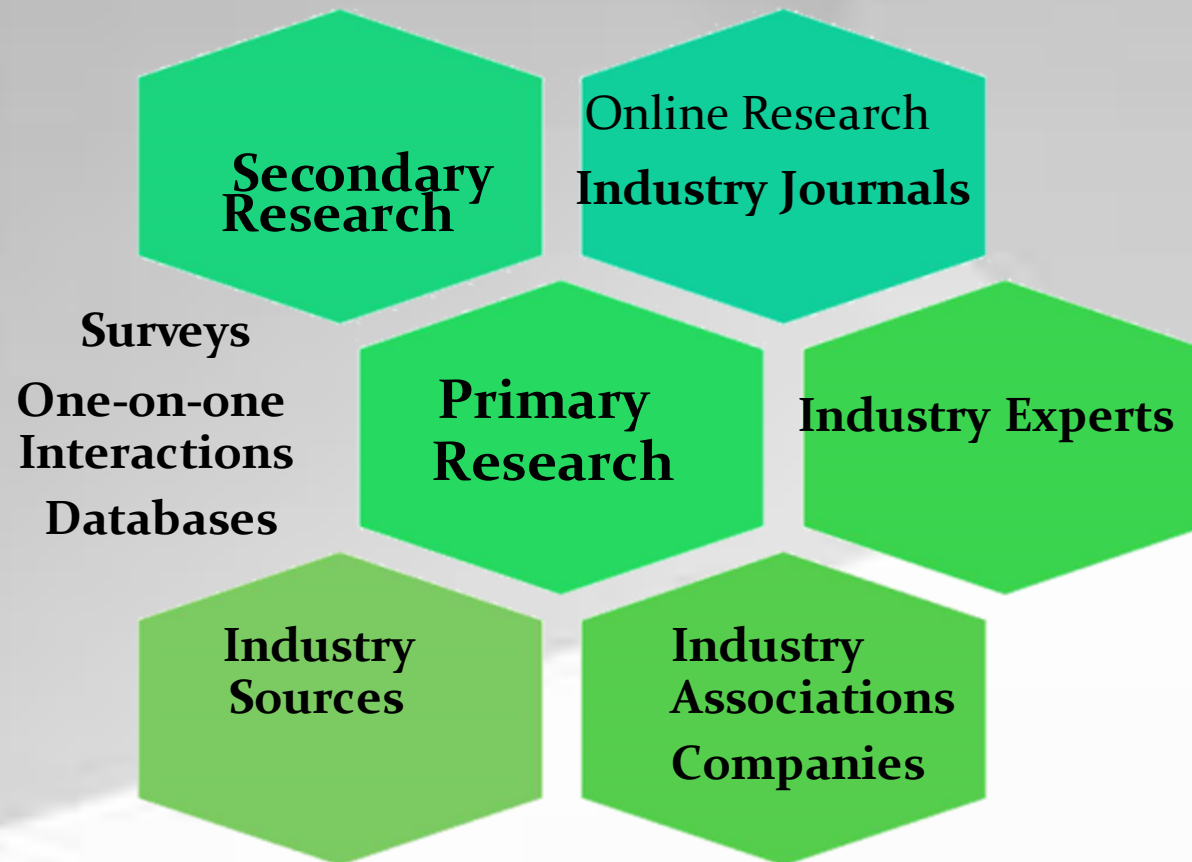 Secondary
Research
Online Research
Industry Journals
Surveys
One-on-one
Interactions
Databases
Primary
Research
Industry Experts
Industry
Sources
Industry
Associations
Companies